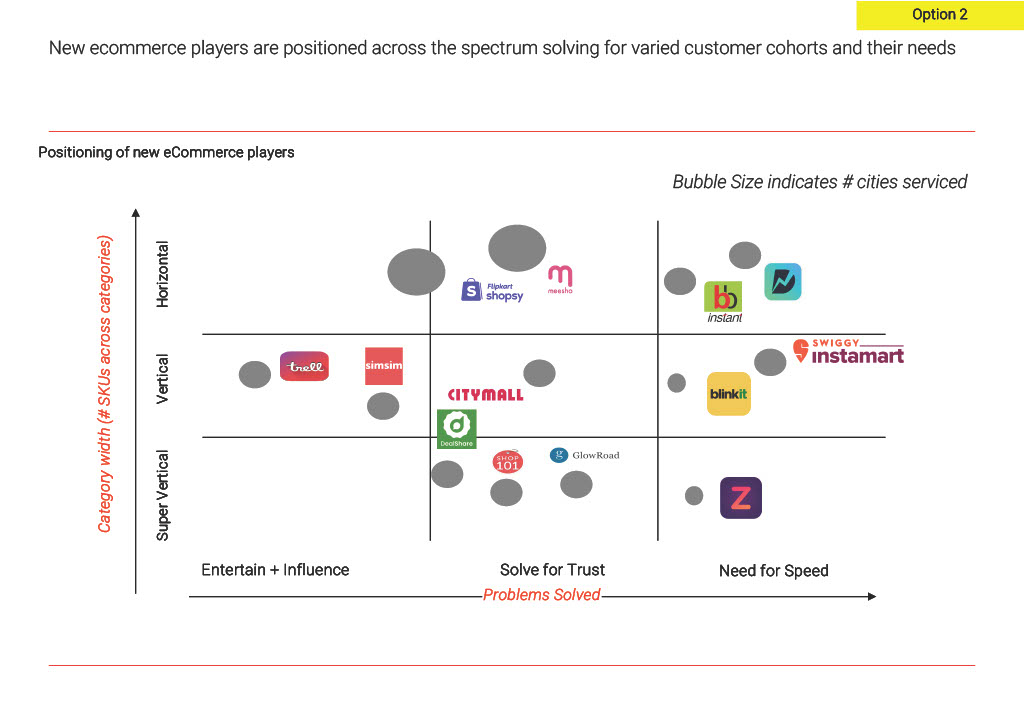 Option 2
New ecommerce players are positioned across the spectrum solving for varied customer cohorts and their needs
Positioning of new eCommerce players
Bubble Size indicates # cities serviced
Category width (# SKUs across categories)
Horizontal
Flipkart
shopsy
meesho
bb
instant
Vertical
trell
simsim
CITYMALL
DealShare
SWIGGY
instamart
blinkit
Super Vertical
SHOP
101
g GlowRoad
Z
Entertain + Influence
Solve for Trust
Need for Speed
Problems Solved